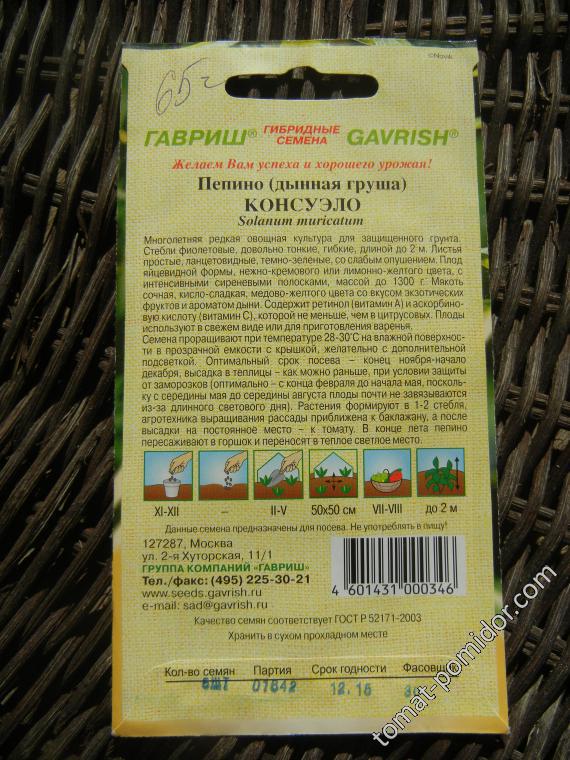 ©Novik
65 г
ГАВРИШ® ГИБРИДНЫЕ СЕМЕНА GAVRISH®
Желаем Вам успеха и хорошего урожая!
Пепино (дынная груша)
КОНСУЭЛО
Solanum muricatum
Многолетняя редкая овощная культура для защищенного грунта.
Стебли фиолетовые, довольно тонкие, гибкие, длиной до 2 м. Листья
простые, ланцетовидные, темно-зеленые, со слабым опушением. Плод
яйцевидной формы, нежно-кремового или лимонно-желтого цвета, с
интенсивными сиреневыми полосками, массой до 1300 г. Мякоть
сочная, кисло-сладкая, медово-желтого цвета со вкусом экзотических
фруктов и ароматом дыни. Содержит ретинол (витамин А) и аскорбино-
вую кислоту (витамин С), которой не меньше, чем в цитрусовых. Плоды
используют в свежем виде или для приготовления варенья.
Семена проращивают при температуре 28-30°С на влажной поверхнос-
ти в прозрачной емкости с крышкой, желательно с дополнительной
подсветкой. Оптимальный срок посева – конец ноября-начало
декабря, высадка в теплицы – как можно раньше, при условии защиты
от заморозков (оптимально – с конца февраля до начала мая, посколь-
ку с середины мая до середины августа плоды почти не завязываются
из-за длинного светового дня). Растения формируют в 1-2 стебля,
агротехника выращивания рассады приближена к баклажану, а после
высадки на постоянное место – к томату. В конце лета пепино
пересаживают в горшок и переносят в теплое светлое место.
XI-XII – II-V 50х50 см VII-VIII до 2 м
Данные семена предназначены для посева. Не употреблять в пищу!
127287, Москва
ул. 2-я Хуторская, 11/1
ГРУППА КОМПАНИЙ «ГАВРИШ»
Тел./факс: (495) 225-30-21
www.seeds.gavrish.ru
e-mail: sad@gavrish.ru
4 601431 000346
Качество семян соответствует ГОСТ Р 52171-2003
Хранить в сухом прохладном месте
Кол-во семян Партия Срок годности Фасовщик
5шт 01842 12.15
tomat-pomidor.com